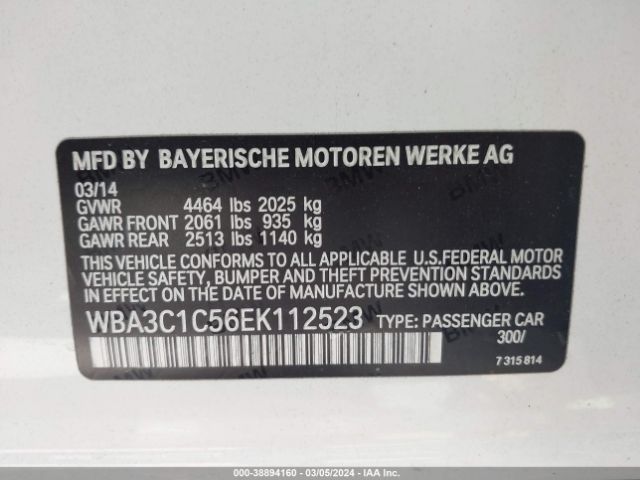 MFD BY BAYERISCHE MOTOREN WERKE AG
03/14
GVWR 4464 lbs 2025 kg
GAWR FRONT 2061 lbs 935 kg
GAWR REAR 2513 lbs 1140 kg
THIS VEHICLE CONFORMS TO ALL APPLICABLE U.S.FEDERAL MOTOR
VEHICLE SAFETY, BUMPER AND THEFT PREVENTION STANDARDS
IN EFFECT ON THE DATE OF MANUFACTURE SHOWN ABOVE.
WBA3C1C56EK112523 TYPE: PASSENGER CAR
300/
7 315 814
000-38894160 - 03/05/2024 - IAA Inc.